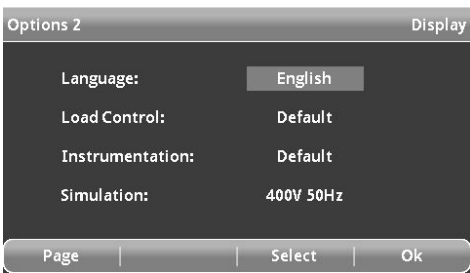 Options 2 Display
Language: English
Load Control: Default
Instrumentation: Default
Simulation: 400V 50Hz
Page Select Ok